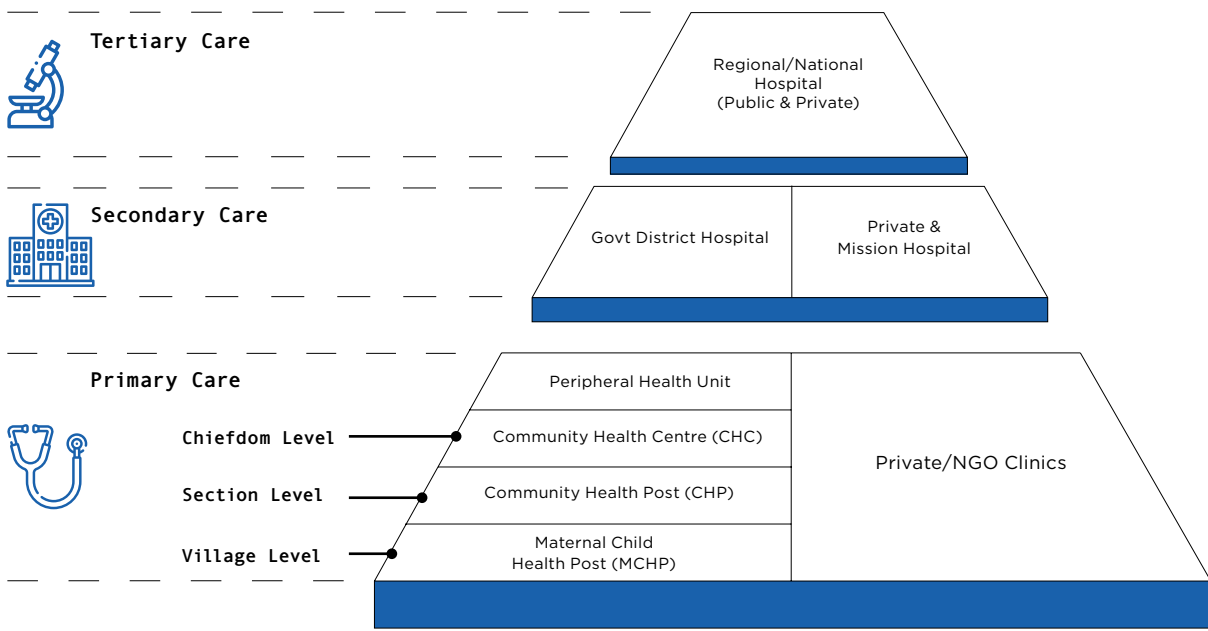 Tertiary Care
Regional/National
Hospital
(Public & Private)
Secondary Care
Govt District Hospital
Private &
Mission Hospital
Primary Care
Peripheral Health Unit
Chiefdom Level
Community Health Centre (CHC)
Section Level
Community Health Post (CHP)
Village Level
Maternal Child
Health Post (MCHP)
Private/NGO Clinics